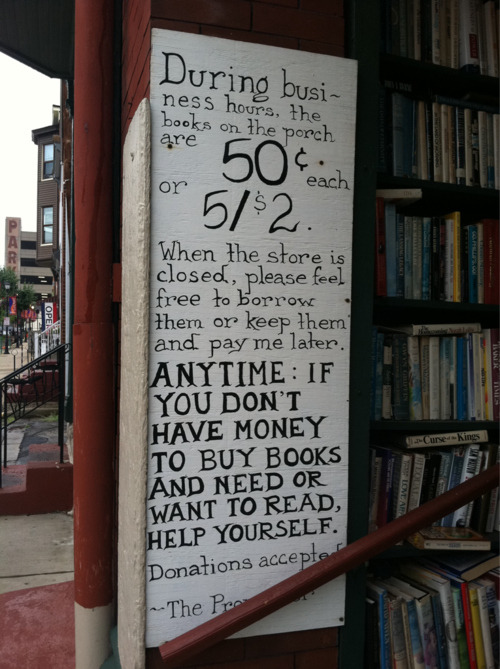 During busi~
ness hours, the
books on the porch
are 50¢ each
or 5/$2.
When the store is
closed, please feel
free to borrow
them or keep them
and pay me later.
ANYTIME: IF
YOU DON'T
HAVE MONEY
TO BUY BOOKS
AND NEED OR
WANT TO READ,
HELP YOURSELF.
Donations accepted
~The
PAR
OPEN
The Curse of the Kings